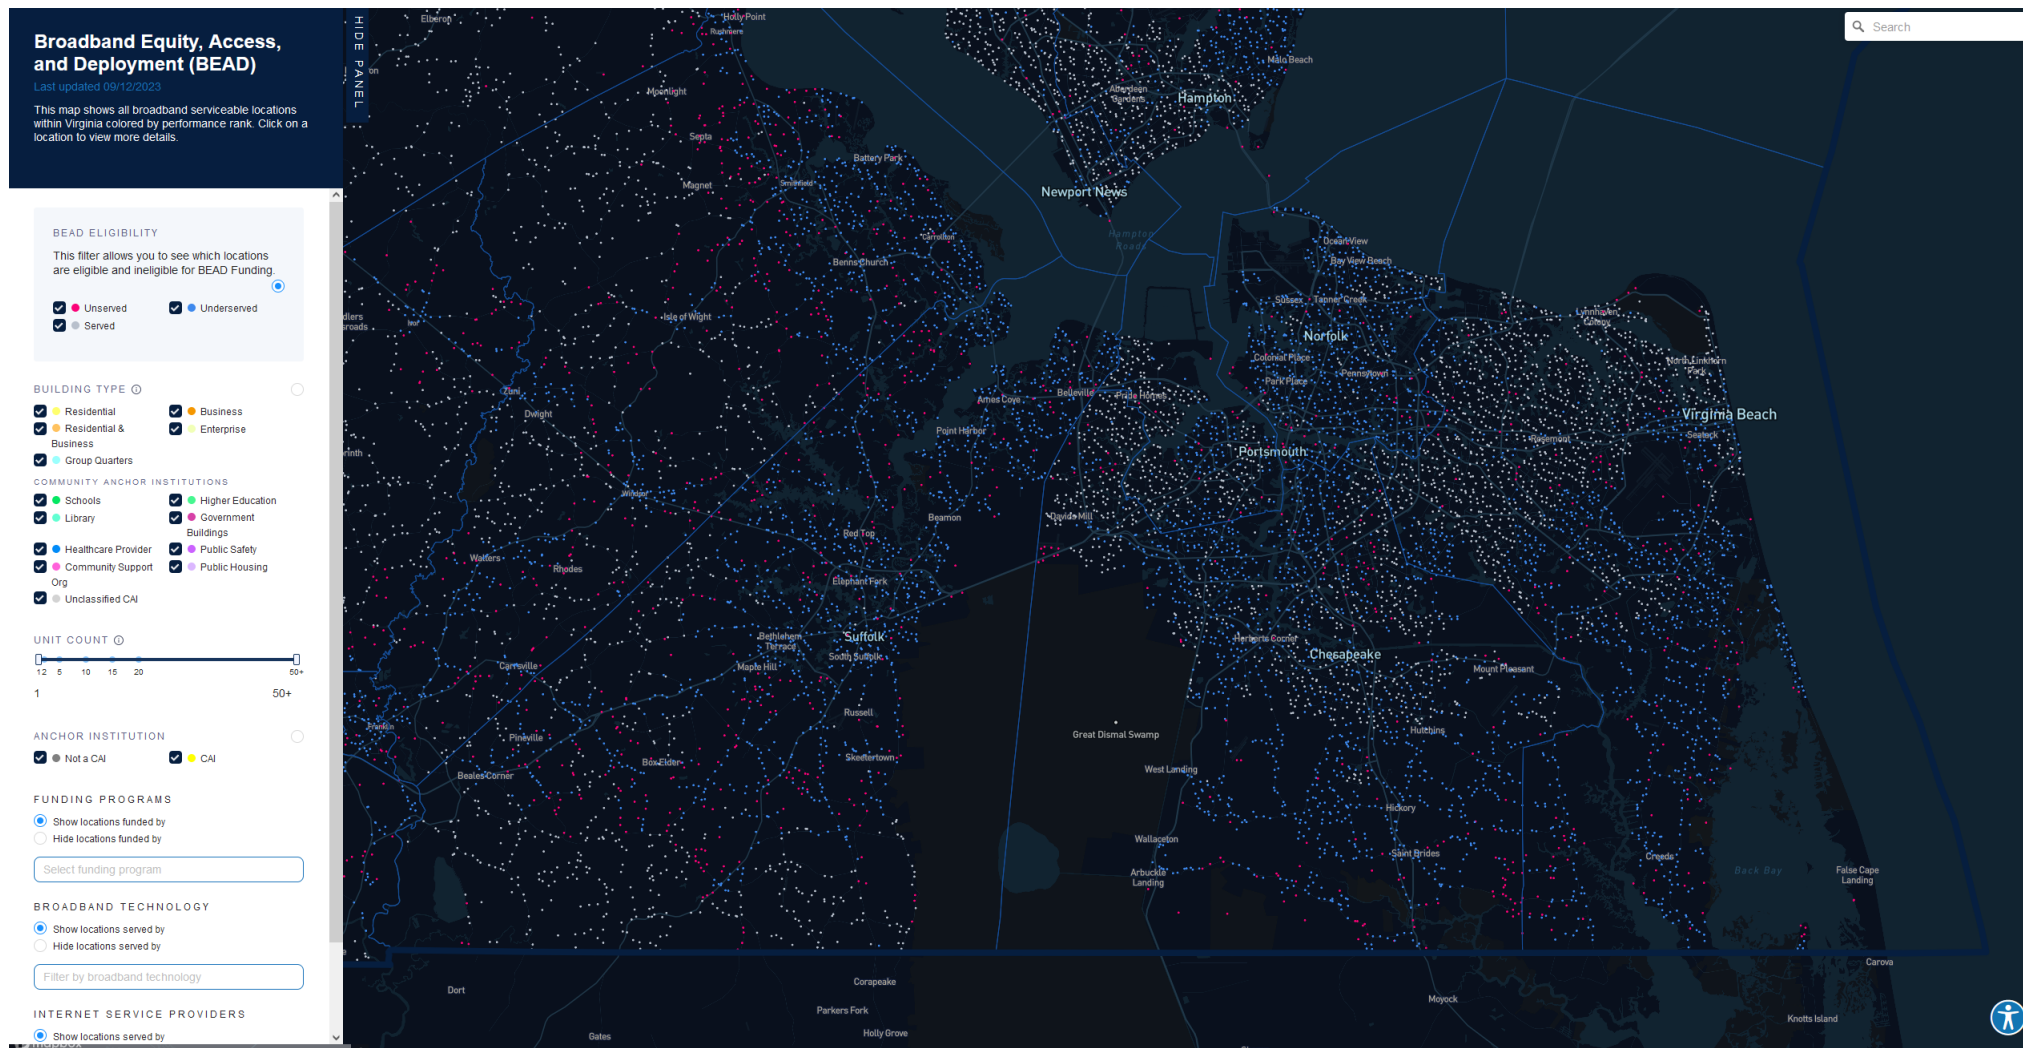 Broadband Equity, Access,
and Deployment (BEAD)
Last updated 09/12/2023
This map shows all broadband serviceable locations
within Virginia colored by performance rank. Click on a
location to view more details.
HIDE PANEL
Search
BEAD ELIGIBILITY
This filter allows you to see which locations
are eligible and ineligible for BEAD Funding.
Unserved
Underserved
Served
BUILDING TYPE
Residential
Business
Residential &
Business
Enterprise
Group Quarters
COMMUNITY ANCHOR INSTITUTIONS
Schools
Higher Education
Library
Government
Buildings
Healthcare Provider
Public Safety
Community Support
Org
Public Housing
Unclassified CAI
UNIT COUNT
1 2 5 10 15 20 50+
1 50+
ANCHOR INSTITUTION
Not a CAI
CAI
FUNDING PROGRAMS
Show locations funded by
Hide locations funded by
Select funding program
BROADBAND TECHNOLOGY
Show locations served by
Hide locations served by
Filter by broadband technology
INTERNET SERVICE PROVIDERS
Show locations served by
Elberon
Holly Point
Rushmere
Moonlight
Malo Beach
Aberdeen
Gardens
Hampton
Septa
Battery Park
Magnet
Smithfield
Newport News
Hampton
Roads
Carrollton
Ocean View
Benns Church
Bay View Beach
Sussex
Tanner Creek
Isle of Wight
Lynnhaven
Colony
Norfolk
Colonial Place
Park Place
Pennsytown
North Linkhorn
Park
Zuni
Dwight
Ames Cove
Belleville
Pride Homes
Virginia Beach
Point Harbor
Seatack
Rosemont
Portsmouth
Windsor
Beamon
Davids Mill
Red Top
Walters
Rhodes
Elephant Fork
Bethlehem
Terrace
Suffolk
Herberts Corner
South Suffolk
Chesapeake
Carrsville
Maple Hill
Mount Pleasant
Russell
Franklin
Pineville
Great Dismal Swamp
Hutchins
Box Elder
Skeetertown
Beales Corner
West Landing
Hickory
Wallaceton
Saint Brides
Creeds
Arbuckle
Landing
Back Bay
False Cape
Landing
Carova
Dort
Corapeake
Moyock
Parkers Fork
Knotts Island
Gates
Holly Grove